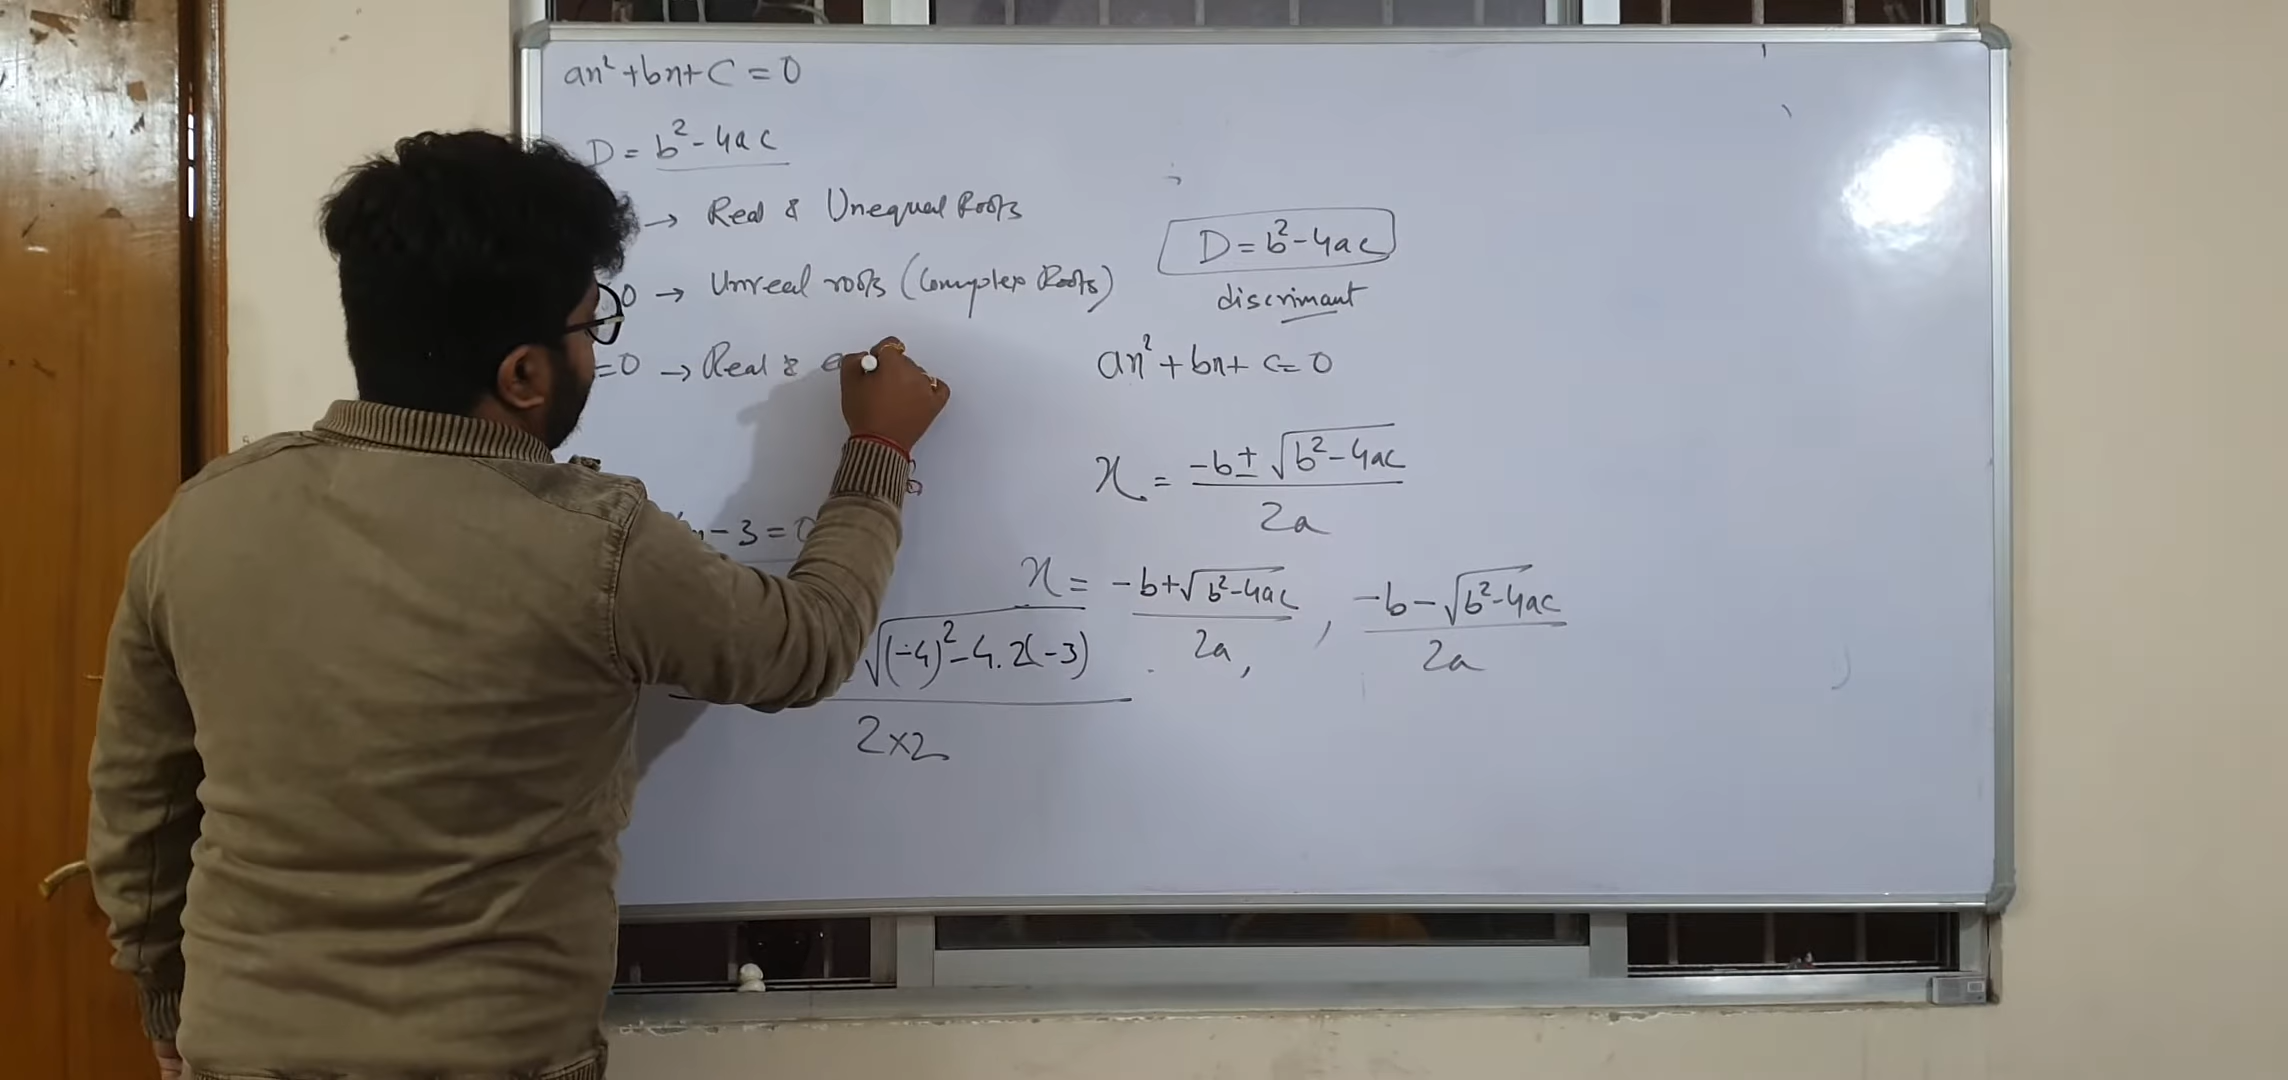 ax² + bx + c = 0
D = b² - 4ac
→ Real & Unequal Roots
0 → Unreal roots (Complex Roots)
=0 → Real & e
- 3 = 0
√(-4)² - 4.2(-3)
2×2
D = b² - 4ac
discrimant
ax² + bx + c = 0
x = -b ± √b² - 4ac
2a
x = -b + √b² - 4ac , -b - √b² - 4ac
2a, 2a